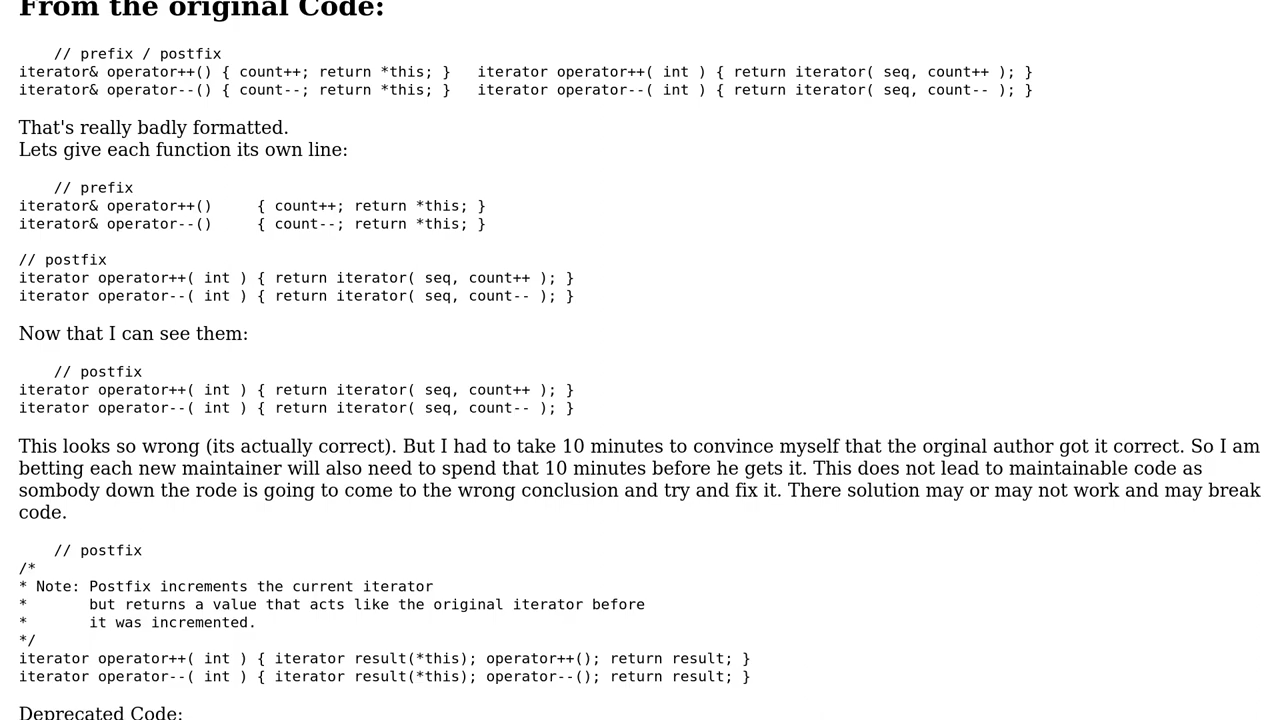 From the original Code:
// prefix / postfix
iterator& operator++() { count++; return *this; }   iterator operator++( int ) { return iterator( seq, count++ ); }
iterator& operator--() { count--; return *this; }   iterator operator--( int ) { return iterator( seq, count-- ); }
That's really badly formatted.
Lets give each function its own line:
// prefix
iterator& operator++()     { count++; return *this; }
iterator& operator--()     { count--; return *this; }
// postfix
iterator operator++( int ) { return iterator( seq, count++ ); }
iterator operator--( int ) { return iterator( seq, count-- ); }
Now that I can see them:
// postfix
iterator operator++( int ) { return iterator( seq, count++ ); }
iterator operator--( int ) { return iterator( seq, count-- ); }
This looks so wrong (its actually correct). But I had to take 10 minutes to convince myself that the orginal author got it correct. So I am
betting each new maintainer will also need to spend that 10 minutes before he gets it. This does not lead to maintainable code as
sombody down the rode is going to come to the wrong conclusion and try and fix it. There solution may or may not work and may break
code.
// postfix
/*
* Note: Postfix increments the current iterator
*       but returns a value that acts like the original iterator before
*       it was incremented.
*/
iterator operator++( int ) { iterator result(*this); operator++(); return result; }
iterator operator--( int ) { iterator result(*this); operator--(); return result; }
Deprecated Code: